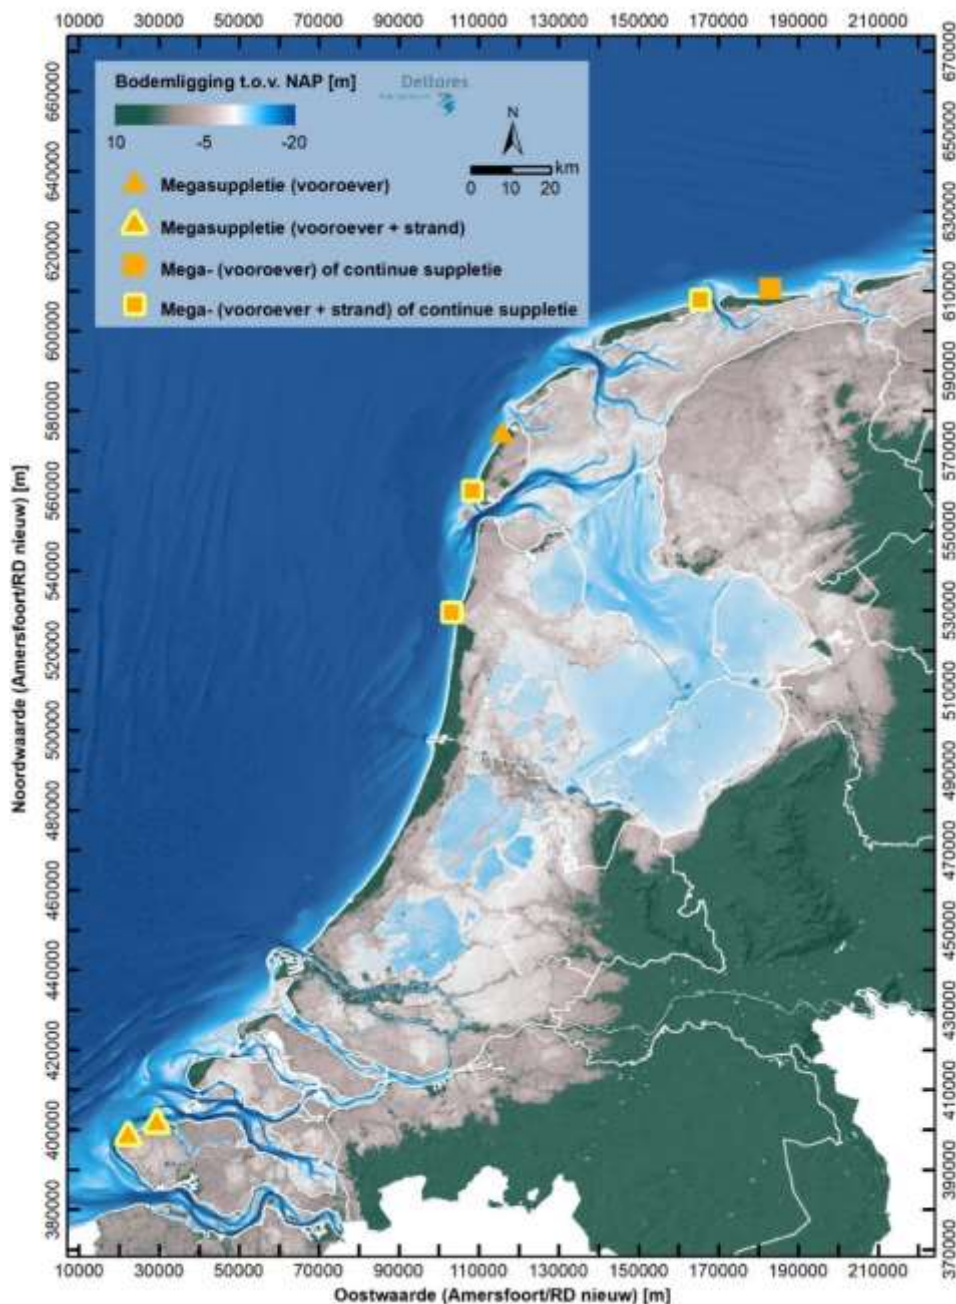 10000 30000 50000 70000 90000 110000 130000 150000 170000 190000 210000
Bodemligging t.o.v. NAP [m]
Deltares
10 -5 -20
N
km
0 10 20
Megasuppletie (vooroever)
Megasuppletie (vooroever + strand)
Mega- (vooroever) of continue suppletie
Mega- (vooroever + strand) of continue suppletie
Noordwaarde (Amersfoort/RD nieuw) [m]
660000
640000
620000
600000
580000
560000
540000
520000
500000
480000
460000
440000
420000
400000
380000
670000
650000
630000
610000
590000
570000
550000
530000
510000
490000
470000
450000
430000
410000
390000
370000
10000 30000 50000 70000 90000 110000 130000 150000 170000 190000 210000
Oostwaarde (Amersfoort/RD nieuw) [m]